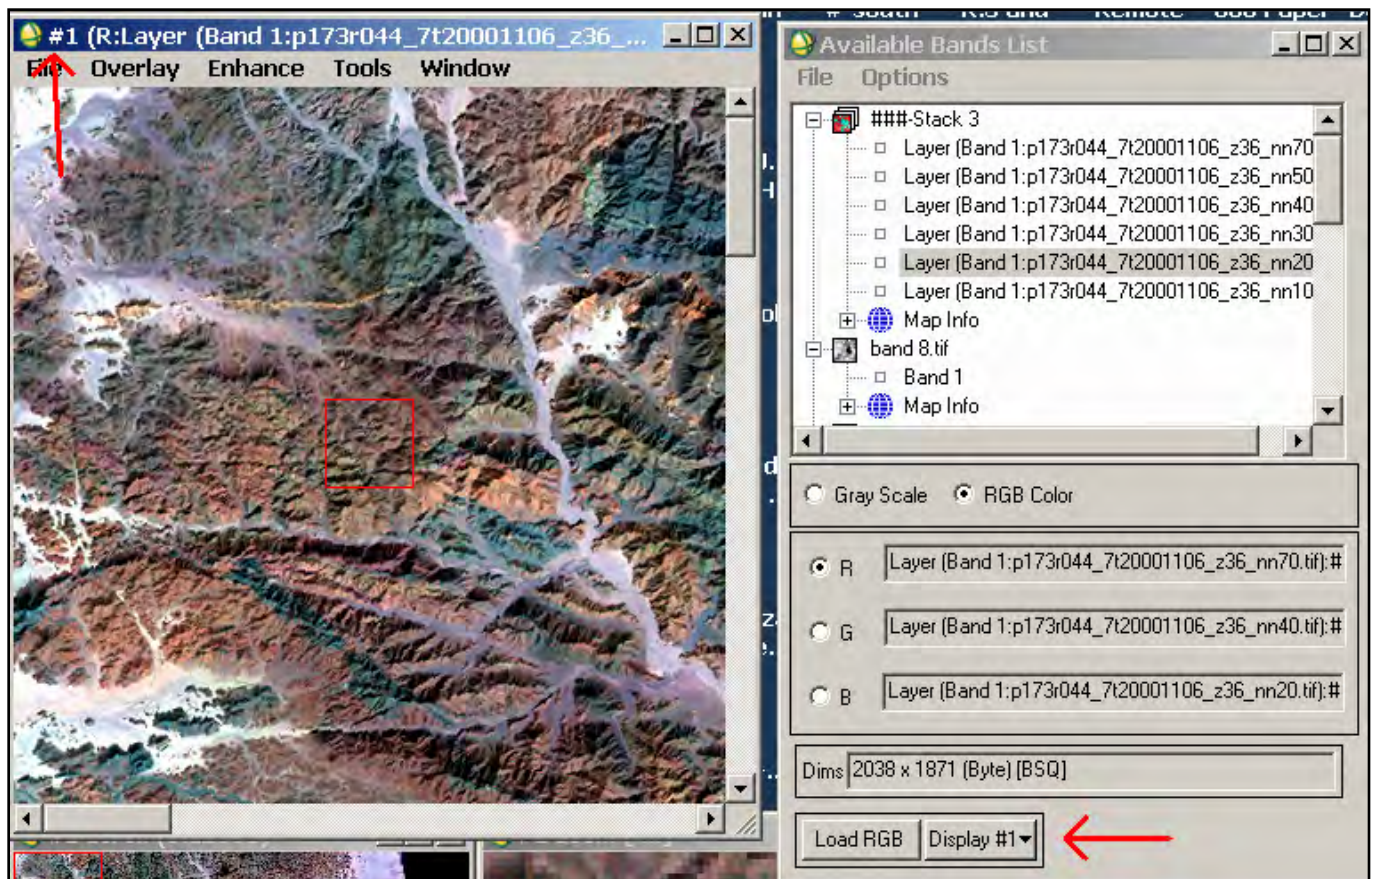 #1 (R:Layer (Band 1:p173r044_7t20001106_z36_...
File Overlay Enhance Tools Window
Available Bands List
File Options
###-Stack 3
Layer (Band 1:p173r044_7t20001106_z36_nn70
Layer (Band 1:p173r044_7t20001106_z36_nn50
Layer (Band 1:p173r044_7t20001106_z36_nn40
Layer (Band 1:p173r044_7t20001106_z36_nn30
Layer (Band 1:p173r044_7t20001106_z36_nn20
Layer (Band 1:p173r044_7t20001106_z36_nn10
Map Info
band 8.tif
Band 1
Map Info
Gray Scale RGB Color
R Layer (Band 1:p173r044_7t20001106_z36_nn70.tif):#
G Layer (Band 1:p173r044_7t20001106_z36_nn40.tif):#
B Layer (Band 1:p173r044_7t20001106_z36_nn20.tif):#
Dims 2038 x 1871 (Byte) [BSQ]
Load RGB Display #1